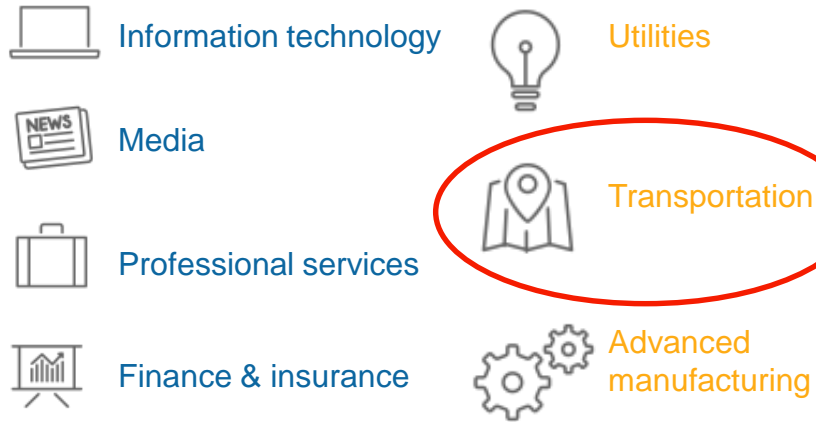 Information technology
NEWS
Media
Professional services
Finance & insurance
Utilities
Transportation
Advanced
manufacturing